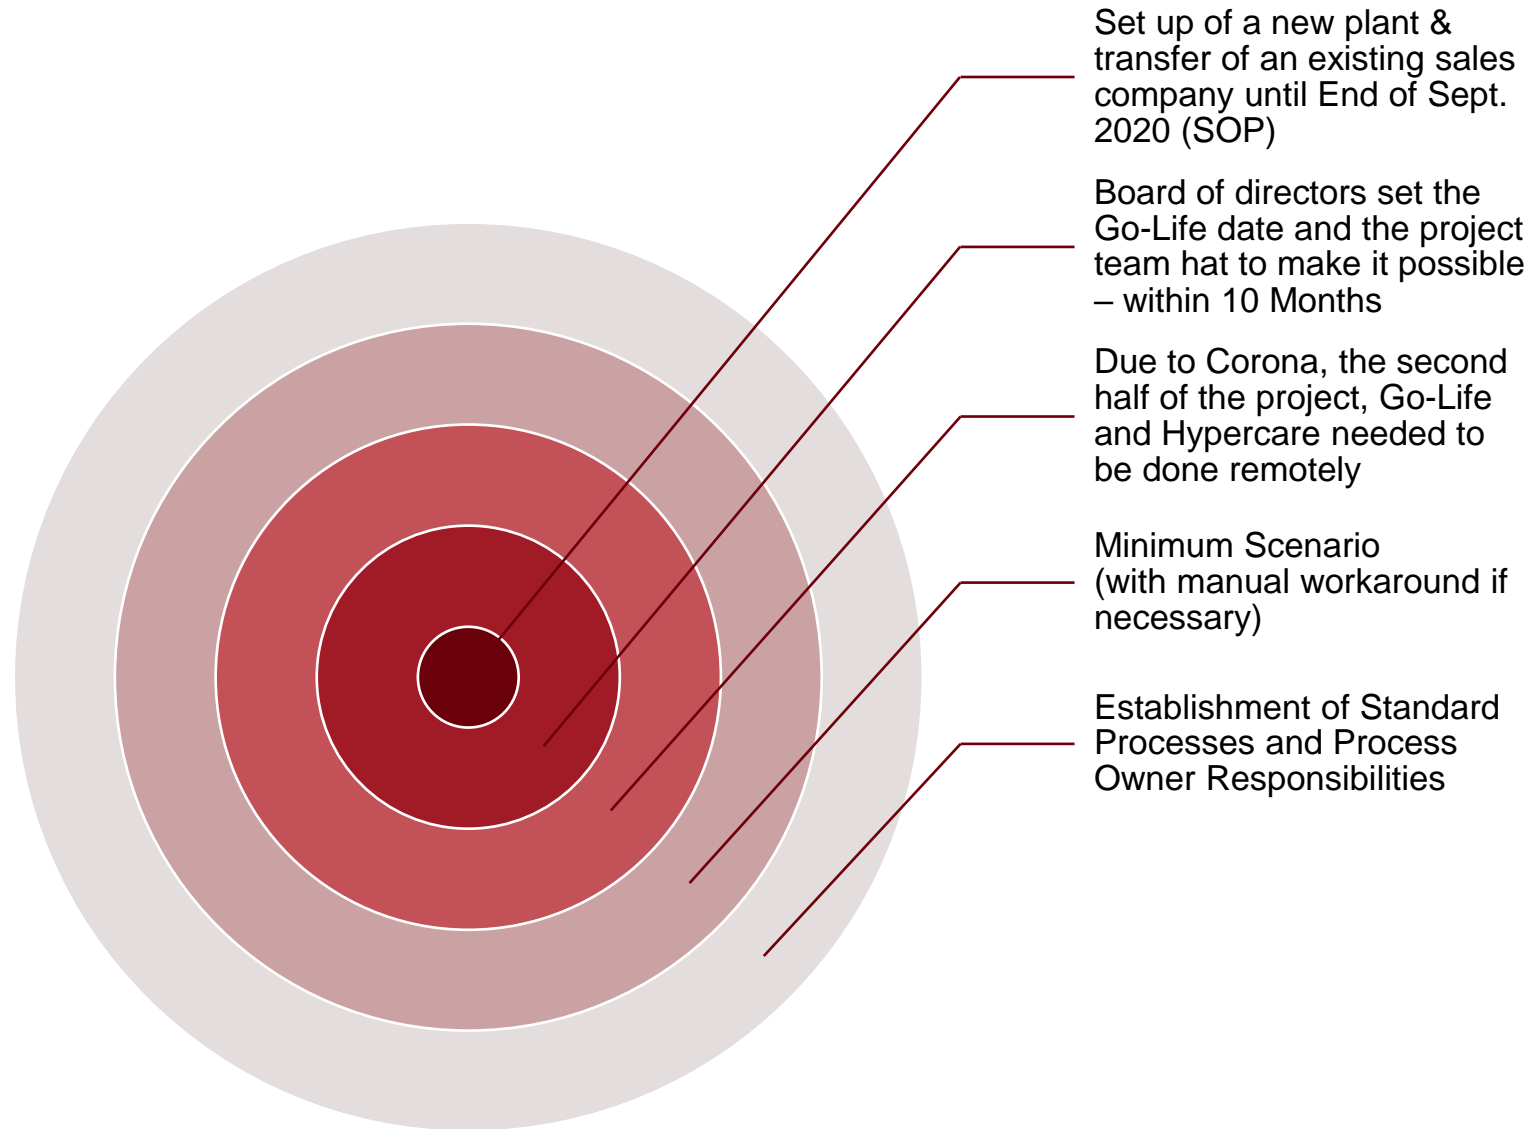 Set up of a new plant &
transfer of an existing sales
company until End of Sept.
2020 (SOP)
Board of directors set the
Go-Life date and the project
team hat to make it possible
– within 10 Months
Due to Corona, the second
half of the project, Go-Life
and Hypercare needed to
be done remotely
Minimum Scenario
(with manual workaround if
necessary)
Establishment of Standard
Processes and Process
Owner Responsibilities